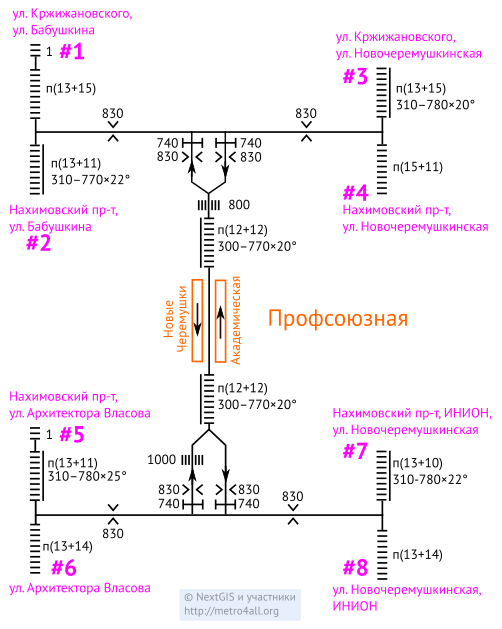 ул. Кржижановского,
ул. Бабушкина
1 #1
п(13+15)
ул. Кржижановского,
ул. Новочеремушкинская
#3
п(13+15)
310–780×20°
830
830
740
740
830
830
п(13+11)
310–770×22°
п(15+11)
Нахимовский пр-т,
ул. Бабушкина
#2
#4
Нахимовский пр-т,
ул. Новочеремушкинская
800
п(12+12)
300–770×20°
Новые
Черемушки
Академическая
Профсоюзная
п(12+12)
300–770×20°
Нахимовский пр-т,
ул. Архитектора Власова
1 #5
п(13+11)
310–780×25°
Нахимовский пр-т, ИНИОН,
ул. Новочеремушкинская
#7
п(13+10)
310-780×22°
1000
830
830
740
740
830
830
п(13+14)
#6
ул. Архитектора Власова
п(13+14)
#8
ул. Новочеремушкинская,
ИНИОН
© NextGIS и участники
http://metro4all.org